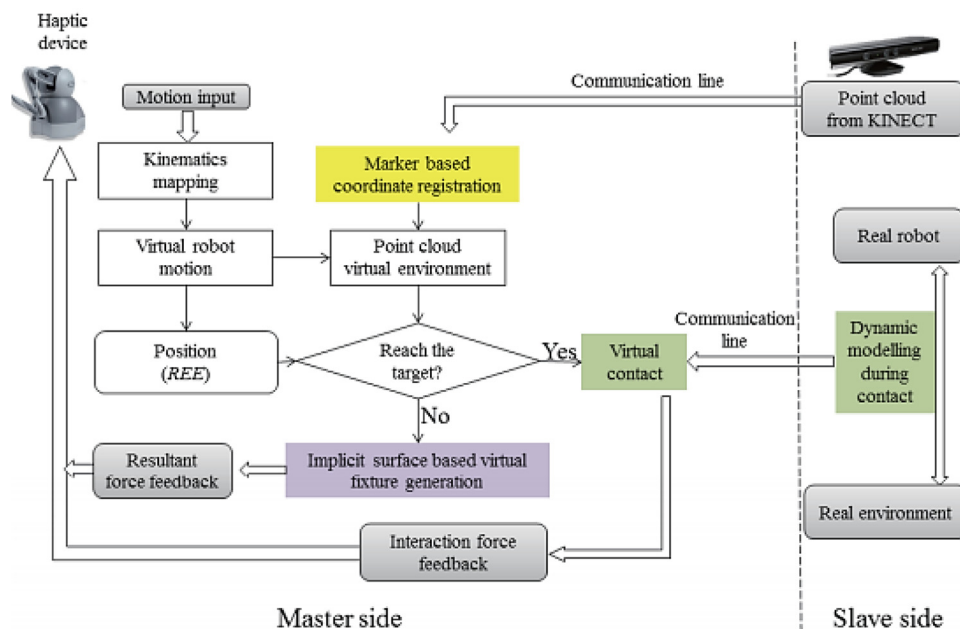 Haptic
device
Motion input
Communication line
Point cloud
from KINECT
Kinematics
mapping
Marker based
coordinate registration
Virtual robot
motion
Point cloud
virtual environment
Real robot
Position
(REE)
Reach the
target?
Yes
Virtual
contact
Communication
line
Dynamic
modelling
during
contact
No
Resultant
force feedback
Implicit surface based virtual
fixture generation
Real environment
Interaction force
feedback
Master side
Slave side